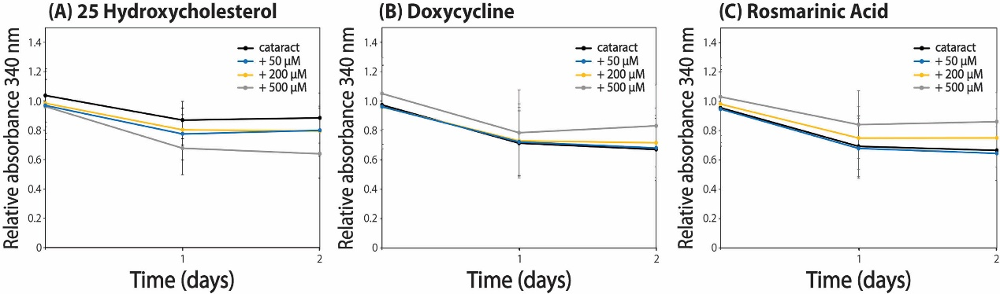 (A) 25 Hydroxycholesterol
Relative absorbance 340 nm
1.4
1.2
1.0
0.8
0.6
0.4
0.2
0
cataract
+ 50 µM
+ 200 µM
+ 500 µM
1
2
Time (days)
(B) Doxycycline
Relative absorbance 340 nm
1.4
1.2
1.0
0.8
0.6
0.4
0.2
0
cataract
+ 50 µM
+ 200 µM
+ 500 µM
1
2
Time (days)
(C) Rosmarinic Acid
Relative absorbance 340 nm
1.4
1.2
1.0
0.8
0.6
0.4
0.2
0
cataract
+ 50 µM
+ 200 µM
+ 500 µM
1
2
Time (days)